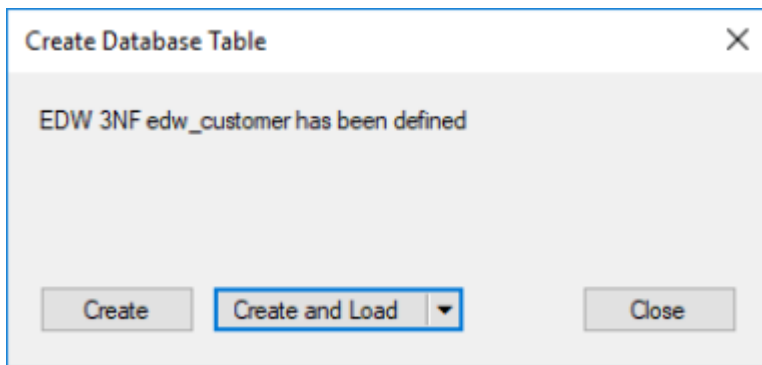 Create Database Table
EDW 3NF edw_customer has been defined
Create
Create and Load
Close